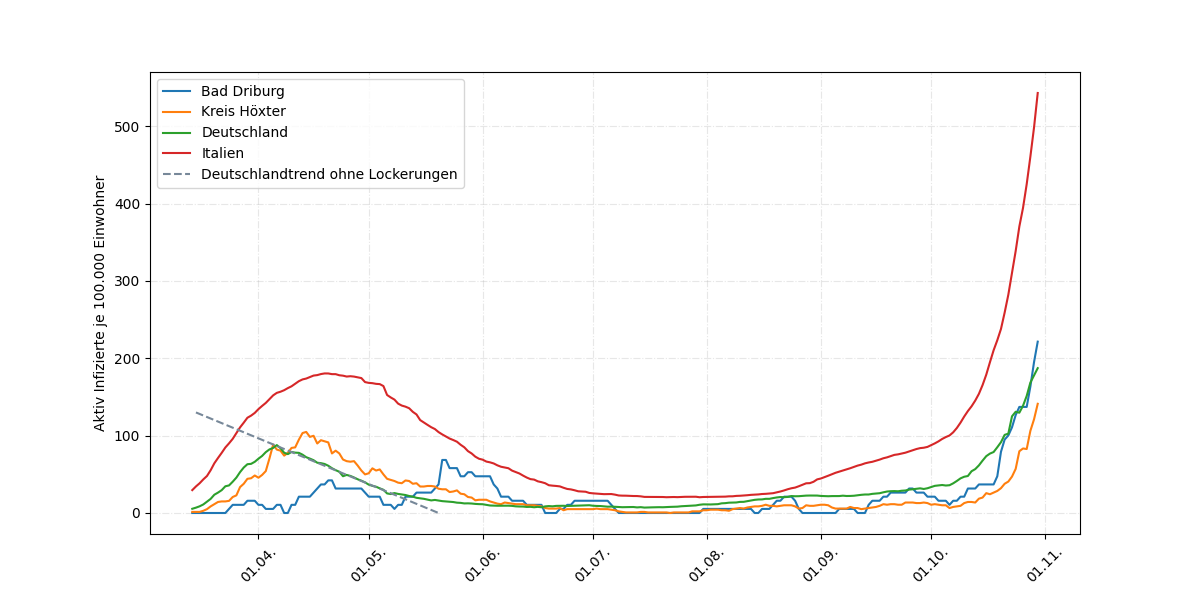 Bad Driburg
Kreis Höxter
Deutschland
Italien
Deutschlandtrend ohne Lockerungen
Aktiv Infizierte je 100.000 Einwohner
500
400
300
200
100
0
01.04.
01.05.
01.06.
01.07.
01.08.
01.09.
01.10.
01.11.